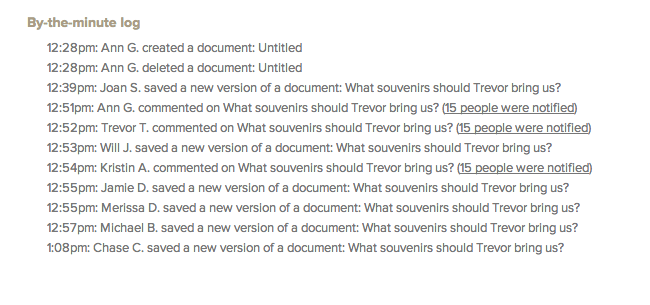 By-the-minute log
12:28pm: Ann G. created a document: Untitled
12:28pm: Ann G. deleted a document: Untitled
12:39pm: Joan S. saved a new version of a document: What souvenirs should Trevor bring us?
12:51pm: Ann G. commented on What souvenirs should Trevor bring us? (15 people were notified)
12:52pm: Trevor T. commented on What souvenirs should Trevor bring us? (15 people were notified)
12:53pm: Will J. saved a new version of a document: What souvenirs should Trevor bring us?
12:54pm: Kristin A. commented on What souvenirs should Trevor bring us? (15 people were notified)
12:55pm: Jamie D. saved a new version of a document: What souvenirs should Trevor bring us?
12:55pm: Merissa D. saved a new version of a document: What souvenirs should Trevor bring us?
12:57pm: Michael B. saved a new version of a document: What souvenirs should Trevor bring us?
1:08pm: Chase C. saved a new version of a document: What souvenirs should Trevor bring us?